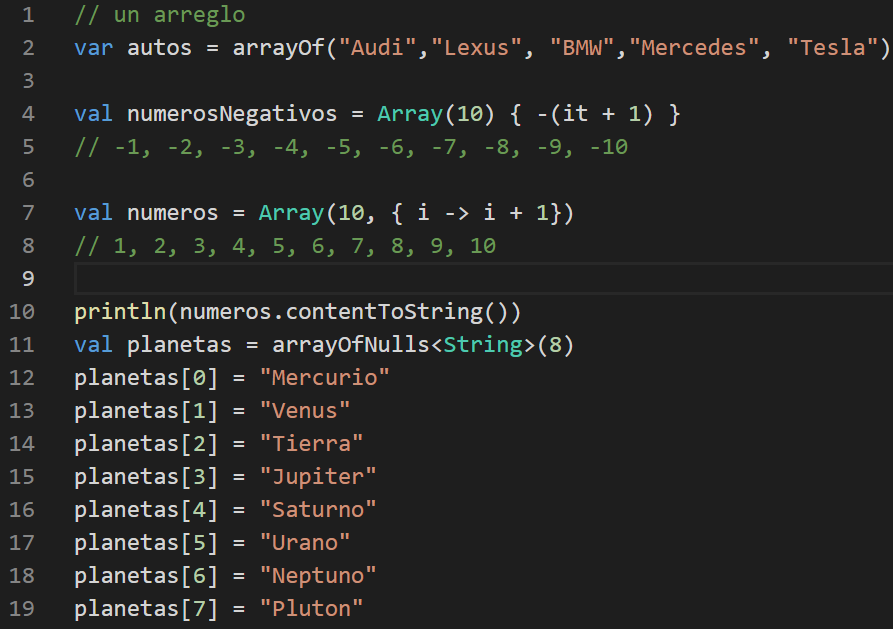 1 // un arreglo
2 var autos = arrayOf("Audi","Lexus", "BMW","Mercedes", "Tesla")
3
4 val numerosNegativos = Array(10) { -(it + 1) }
5 // -1, -2, -3, -4, -5, -6, -7, -8, -9, -10
6
7 val numeros = Array(10, { i -> i + 1})
8 // 1, 2, 3, 4, 5, 6, 7, 8, 9, 10
9
10 println(numeros.contentToString())
11 val planetas = arrayOfNulls<String>(8)
12 planetas[0] = "Mercurio"
13 planetas[1] = "Venus"
14 planetas[2] = "Tierra"
15 planetas[3] = "Jupiter"
16 planetas[4] = "Saturno"
17 planetas[5] = "Urano"
18 planetas[6] = "Neptuno"
19 planetas[7] = "Pluton"